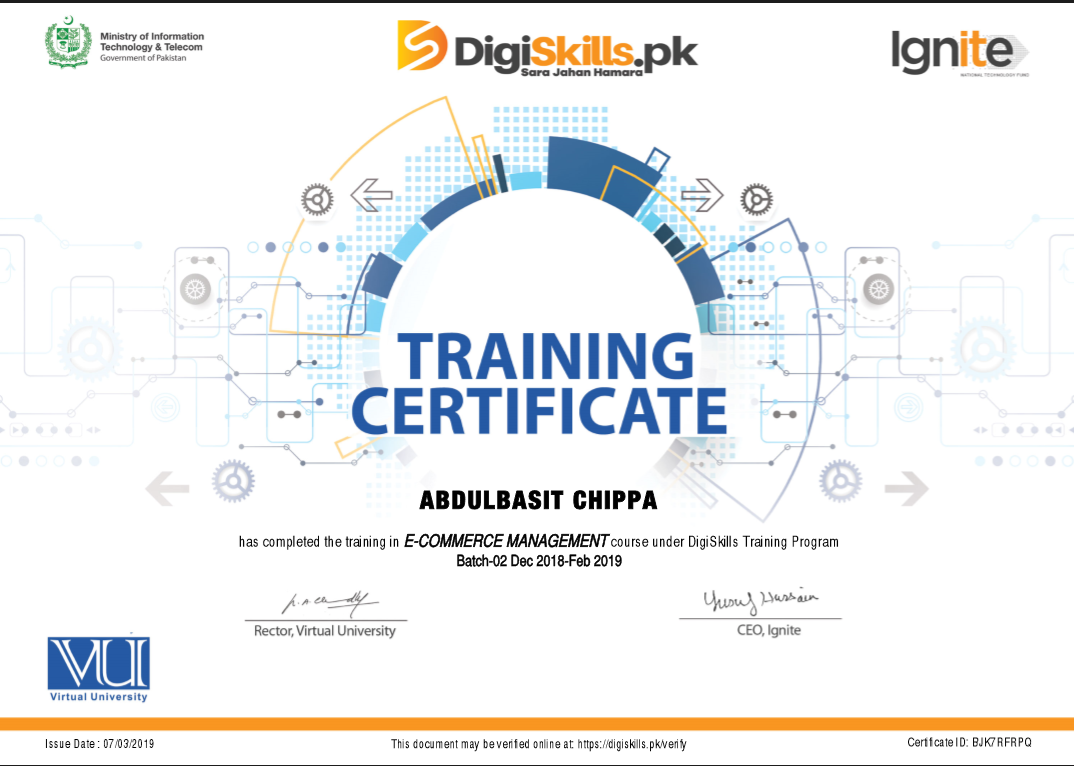 Ministry of Information
Technology & Telecom
Government of Pakistan
DigiSkills.pk
Sara Jahan Hamara
Ignite
NATIONAL TECHNOLOGY FUND
TRAINING
CERTIFICATE
ABDULBASIT CHIPPA
has completed the training in E-COMMERCE MANAGEMENT course under DigiSkills Training Program
Batch-02 Dec 2018-Feb 2019
Yusuf Hussain
Rector, Virtual University
CEO, Ignite
VU
Virtual University
Issue Date : 07/03/2019
This document may be verified online at: https://digiskills.pk/verify
Certificate ID: BJK7RFRPQ